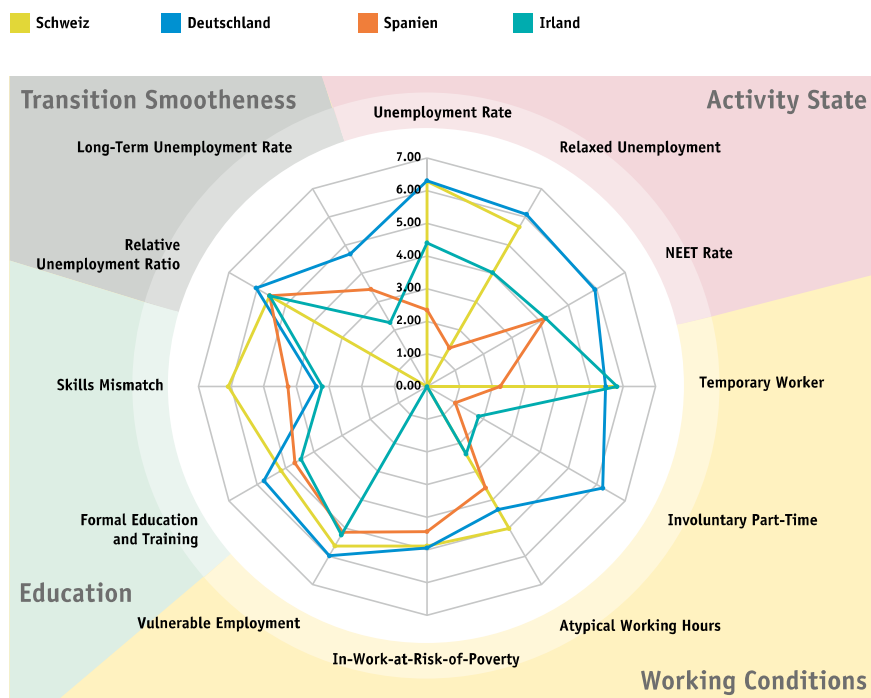 Schweiz
Deutschland
Spanien
Irland
Transition Smootheness
Activity State
Unemployment Rate
Long-Term Unemployment Rate
Relaxed Unemployment
7.00
6.00
5.00
4.00
3.00
2.00
1.00
0.00
Relative
Unemployment Ratio
NEET Rate
Skills Mismatch
Temporary Worker
Formal Education
and Training
Involuntary Part-Time
Education
Vulnerable Employment
Atypical Working Hours
In-Work-at-Risk-of-Poverty
Working Conditions